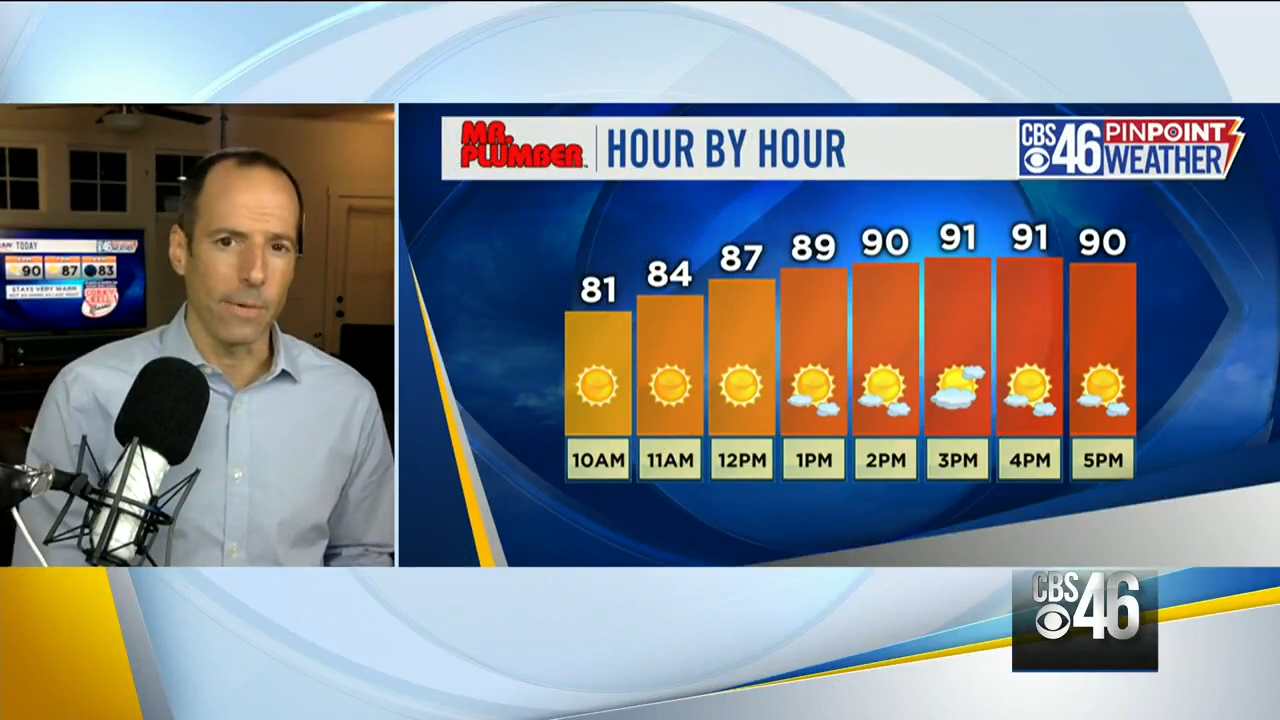 MR. PLUMBER
HOUR BY HOUR
CBS 46 PINPOINT WEATHER
81 84 87 89 90 91 91 90
10AM 11AM 12PM 1PM 2PM 3PM 4PM 5PM
TODAY
90 87 83
STAYS VERY WARM
CBS 46